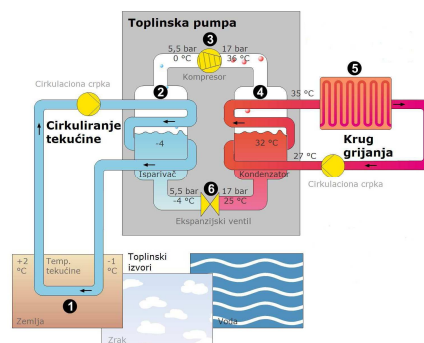 Toplinska pumpa
5,5 bar
0 °C
3
17 bar
36 °C
Kompresor
Cirkulaciona crpka
2
4
35 °C
5
Cirkuliranje
tekućine
-4
32 °C
Krug
grijanja
Isparivač
Kondenzator
27 °C
Cirkulaciona crpka
5,5 bar
-4 °C
6
17 bar
25 °C
Ekspanzijski ventil
+2
°C
Temp.
tekućine
-1
°C
Toplinski
izvori
1
Zemlja
Zrak
Voda